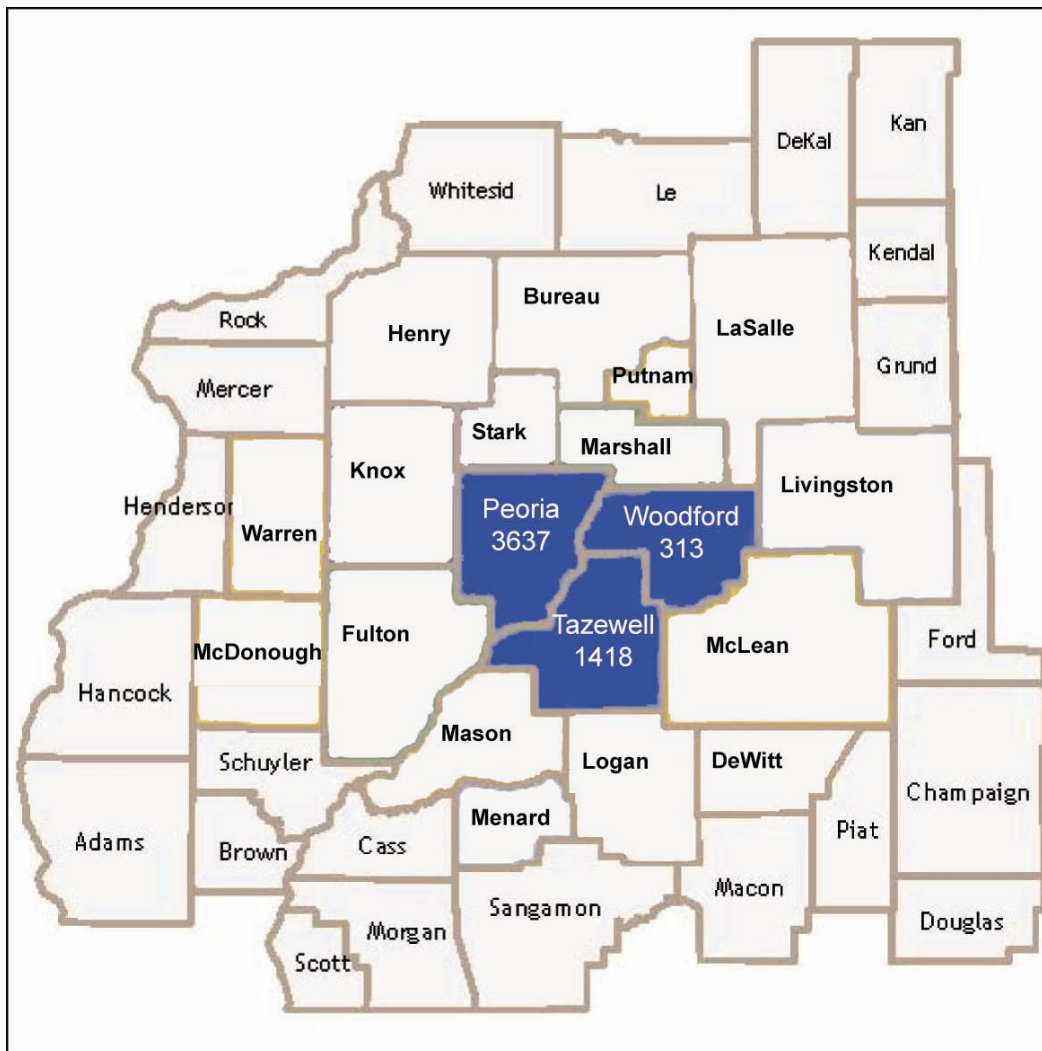 Kan
DeKal
Whitesid
Le
Kendal
Bureau
Rock
Henry
LaSalle
Grund
Putnam
Mercer
Stark
Marshall
Knox
Livingston
Henderson
Warren
Peoria
3637
Woodford
313
Fulton
Tazewell
1418
McDonough
McLean
Ford
Hancock
Mason
Schuyler
Logan
DeWitt
Champaign
Menard
Adams
Brown
Cass
Piat
Macon
Sangamon
Morgan
Douglas
Scott